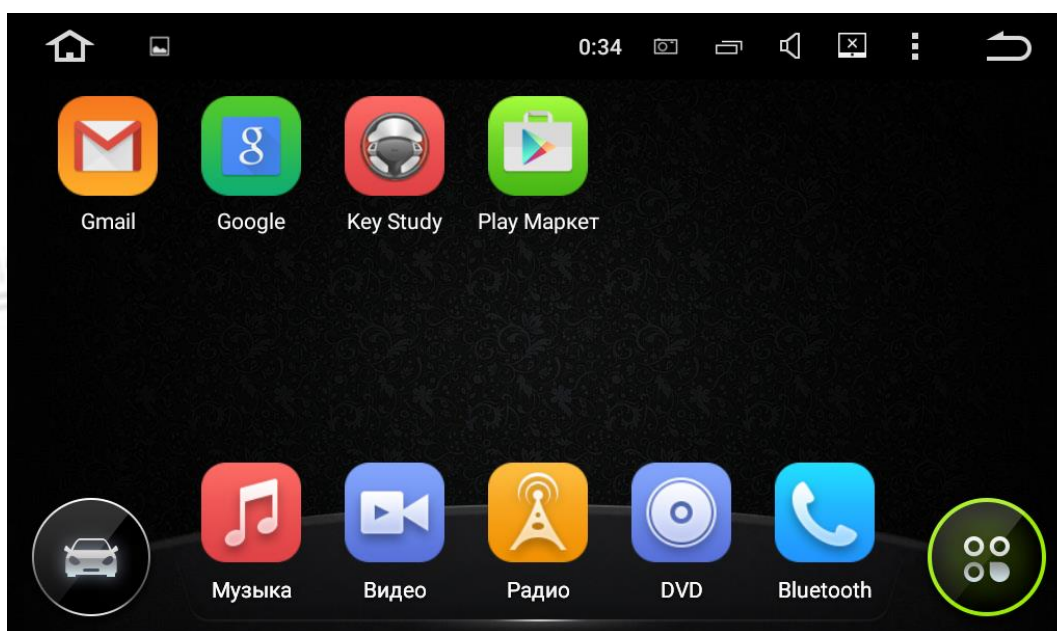 0:34
Gmail
Google
Key Study
Play Маркет
Музыка
Видео
Радио
DVD
Bluetooth